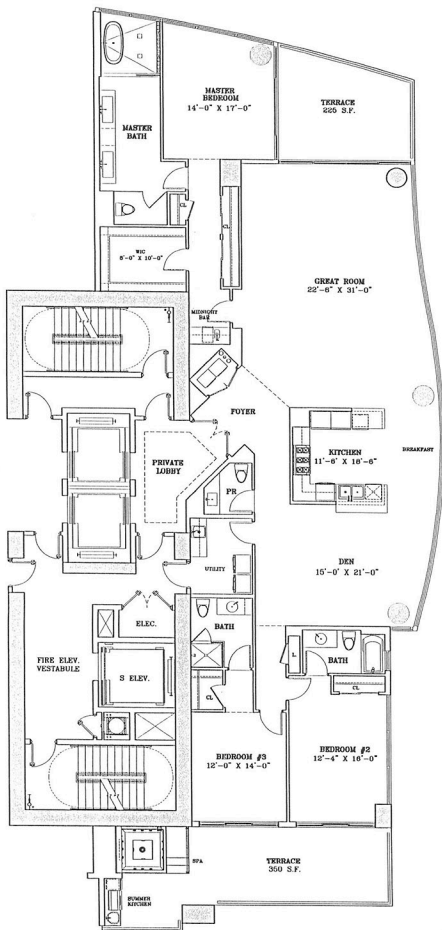 MASTER
BEDROOM
14'-0" X 17'-0"
TERRACE
225 S.F.
MASTER
BATH
CL
WIC
8'-0" X 10'-0"
CL
GREAT ROOM
22'-6" X 31'-0"
MIDNIGHT
BAR
FOYER
PRIVATE
LOBBY
KITCHEN
11'-6' X 18'-6"
BREAKFAST
PR
UTILITY
DEN
15'-0" X 21'-0"
ELEC.
BATH
BATH
FIRE ELEV.
VESTABULE
S ELEV.
L
CL
CL
BEDROOM #3
12'-0" X 14'-0"
BEDROOM #2
12'-4" X 16'-0"
SPA
TERRACE
350 S.F.
SUMMER
KITCHEN